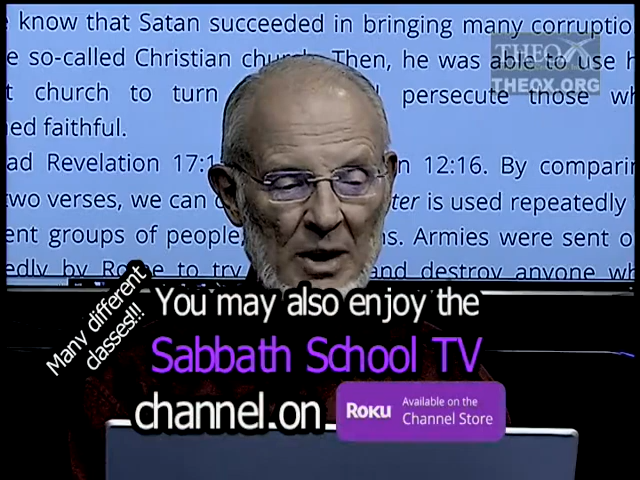 know that Satan succeeded in bringing many corruptio
e so-called Christian church. Then, he was able to use h
t church to turn persecute those wh
ed faithful.
ad Revelation 17:1 n 12:16. By comparin
two verses, we can ter is used repeatedly
ent groups of people, ns. Armies were sent o
edly by Rome to try and destroy anyone wh
THEOX
THEOX.ORG
Many different
classes!!!
You may also enjoy the
Sabbath School TV
channel on
ROKU
Available on the
Channel Store